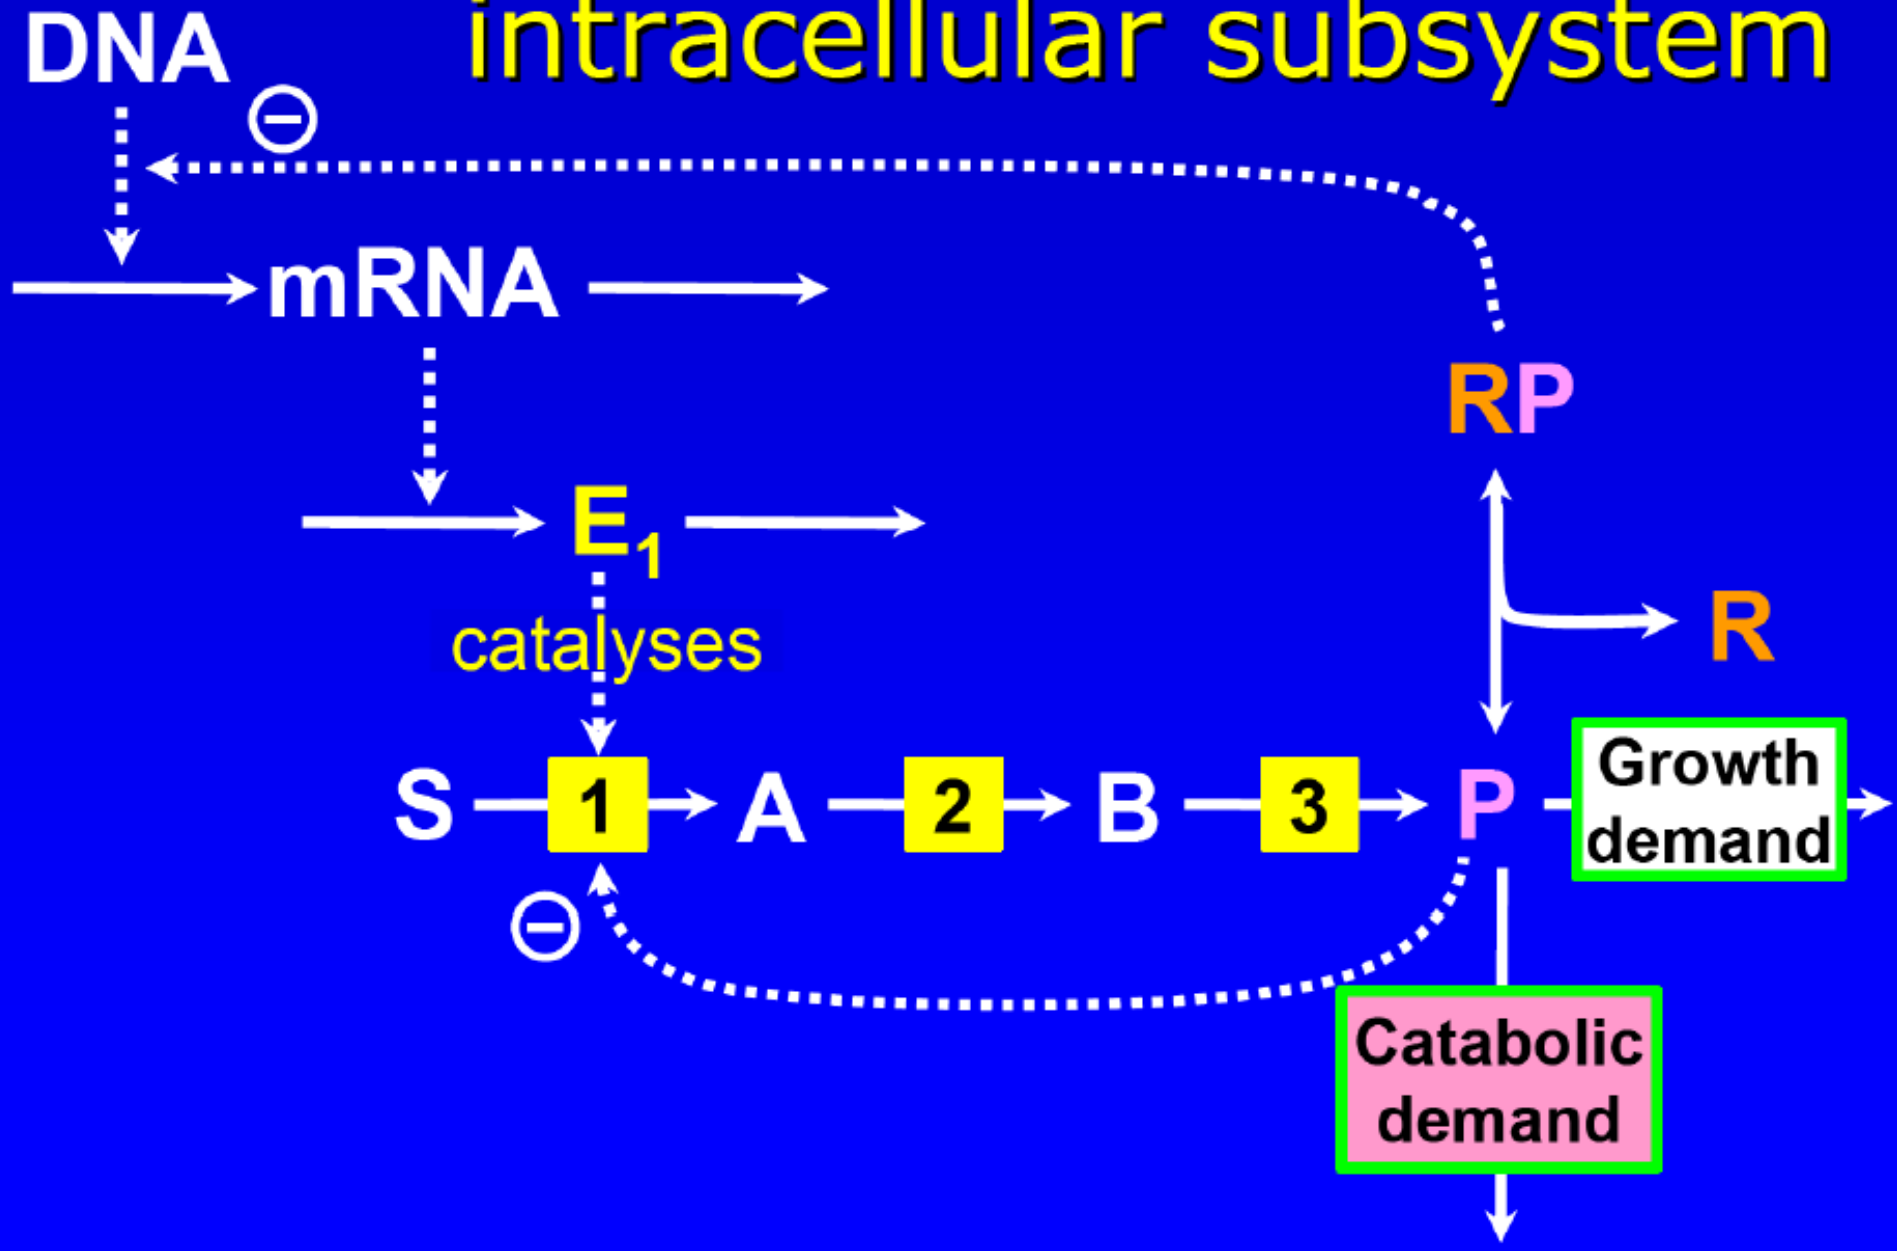 intracellular subsystem
DNA
⊖
mRNA
RP
E₁
catalyses
R
S 1 A 2 B 3 P
Growth
demand
⊖
Catabolic
demand